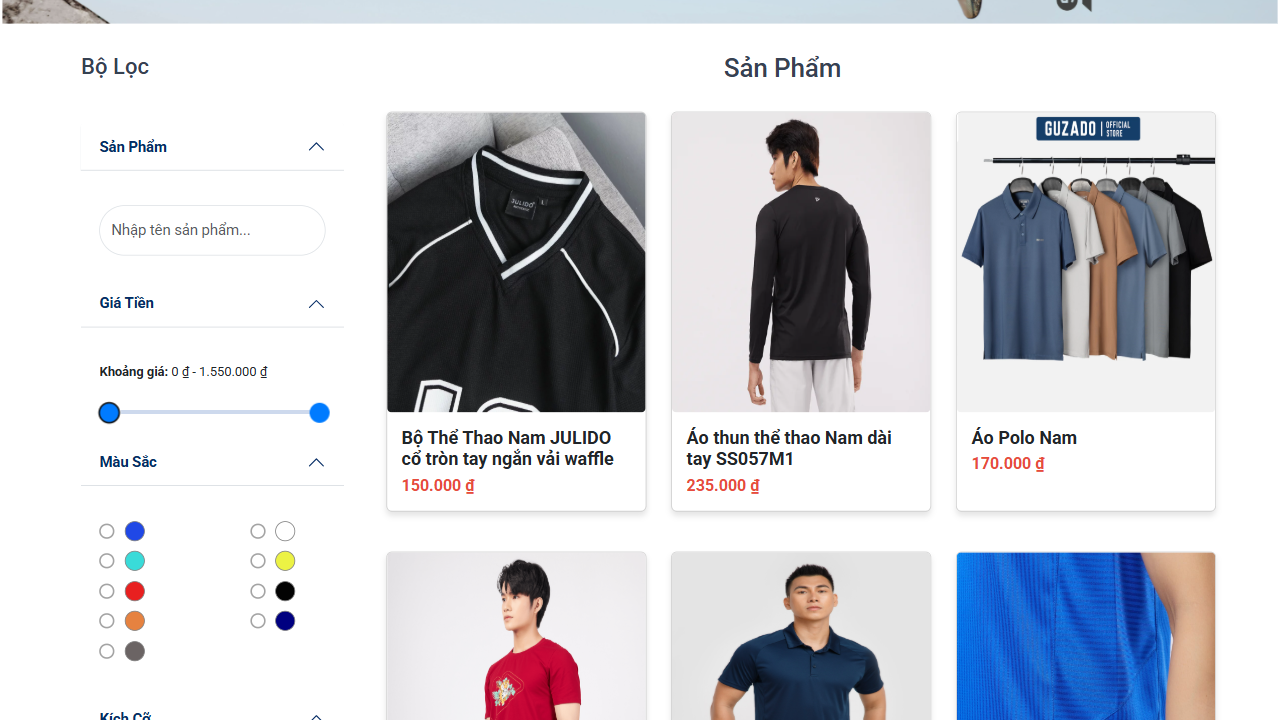 Bộ Lọc
Sản Phẩm
Sản Phẩm
Nhập tên sản phẩm...
Giá Tiền
Khoảng giá: 0 ₫ - 1.550.000 ₫
Màu Sắc
Kích Cỡ
JULIDO
L
Bộ Thể Thao Nam JULIDO
cổ tròn tay ngắn vải waffle
150.000 ₫
Áo thun thể thao Nam dài
tay SS057M1
235.000 ₫
GUZADO OFFICIAL
STORE
Áo Polo Nam
170.000 ₫